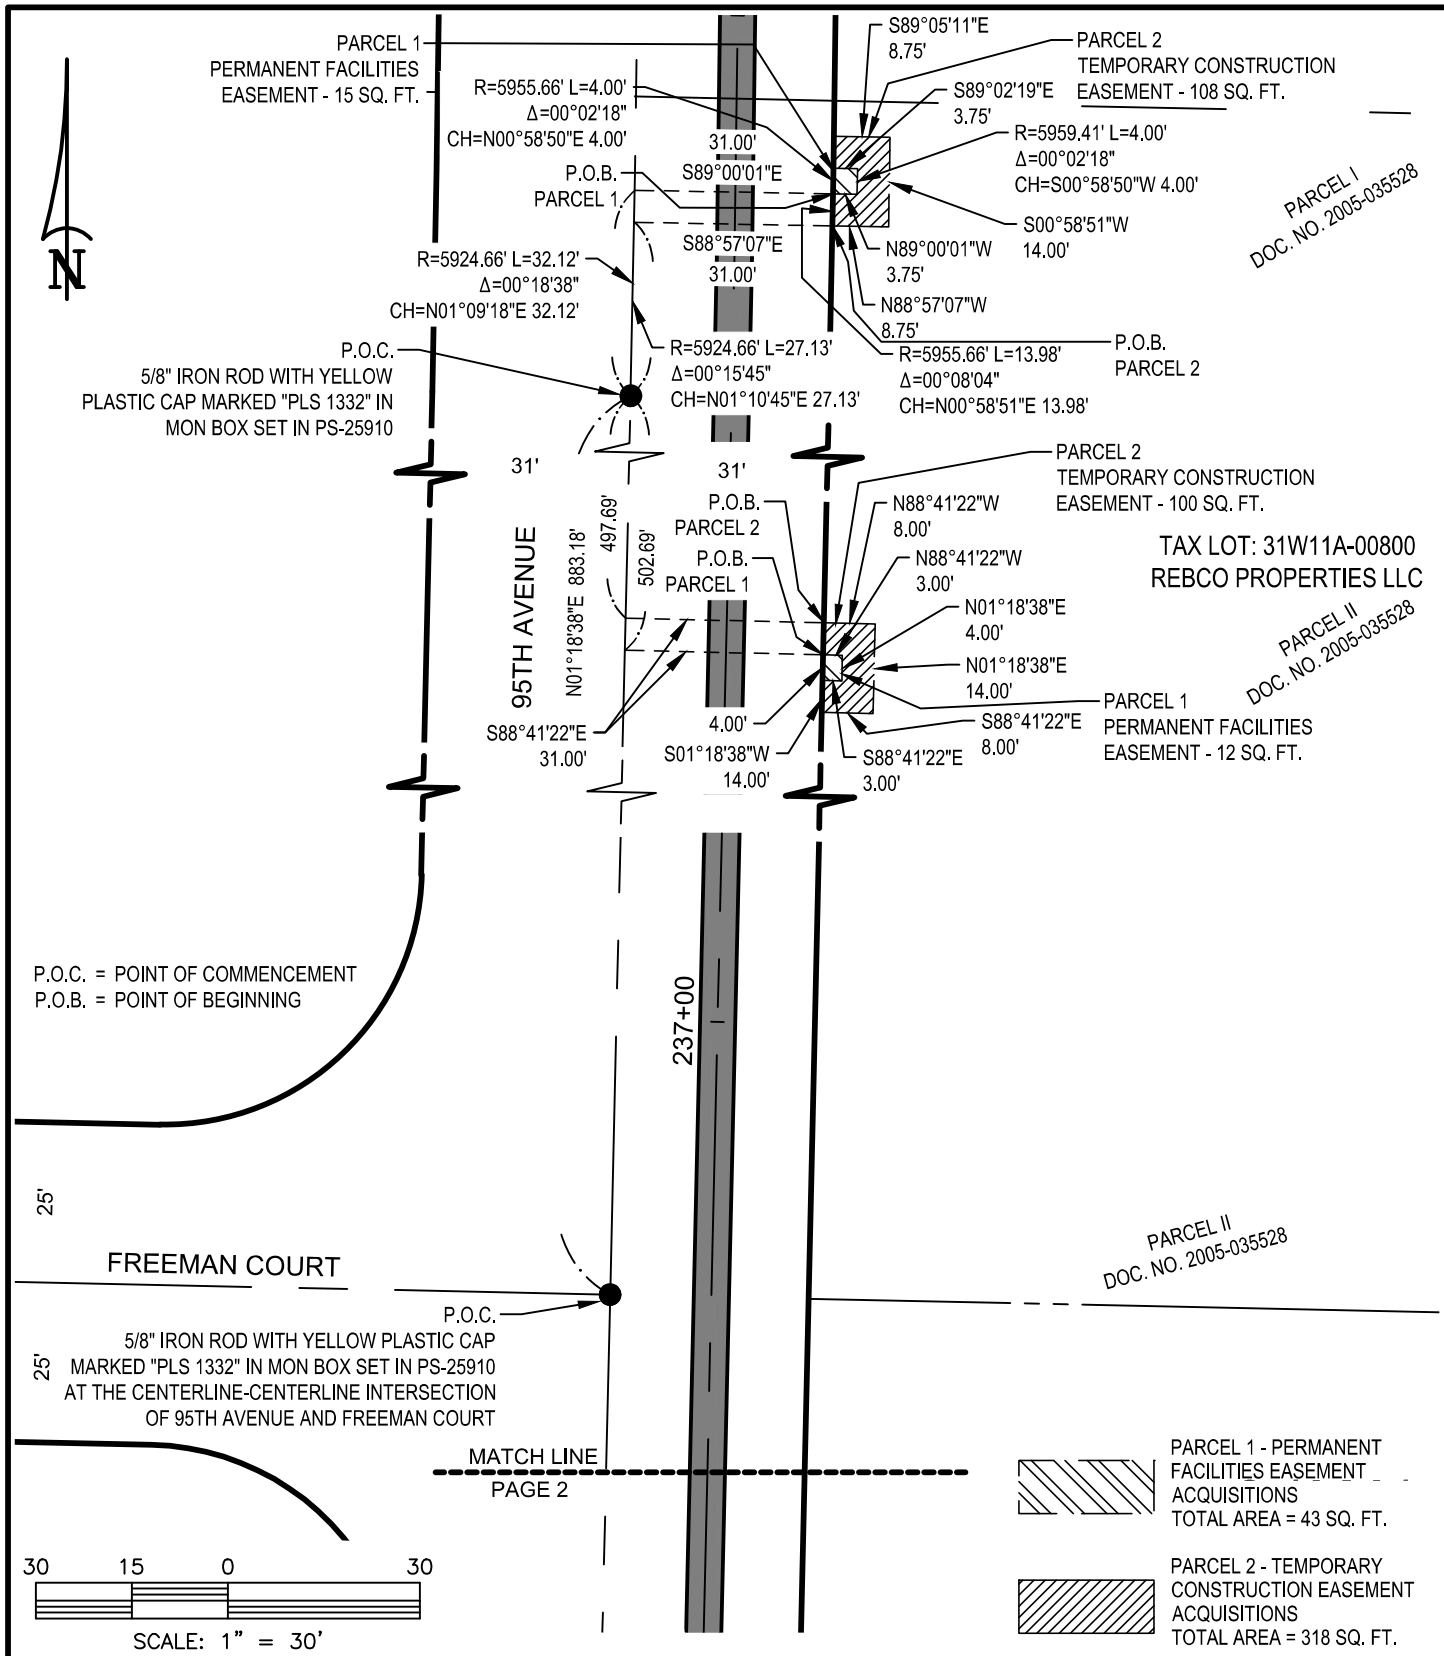 PARCEL 1
PERMANENT FACILITIES
EASEMENT - 15 SQ. FT.
R=5955.66' L=4.00'
Δ=00°02'18"
CH=N00°58'50"E 4.00'
P.O.B.
PARCEL 1
31.00'
S89°00'01"E
S88°57'07"E
31.00'
S89°05'11"E
8.75'
PARCEL 2
TEMPORARY CONSTRUCTION
EASEMENT - 108 SQ. FT.
S89°02'19"E
3.75'
R=5959.41' L=4.00'
Δ=00°02'18"
CH=S00°58'50"W 4.00'
S00°58'51"W
14.00'
N89°00'01"W
3.75'
N88°57'07"W
8.75'
P.O.B.
PARCEL 2
PARCEL I
DOC. NO. 2005-035528
N
R=5924.66' L=32.12'
Δ=00°18'38"
CH=N01°09'18"E 32.12'
P.O.C.
5/8" IRON ROD WITH YELLOW
PLASTIC CAP MARKED "PLS 1332" IN
MON BOX SET IN PS-25910
R=5924.66' L=27.13'
Δ=00°15'45"
CH=N01°10'45"E 27.13'
R=5955.66' L=13.98'
Δ=00°08'04"
CH=N00°58'51"E 13.98'
31'
31'
95TH AVENUE
N01°18'38"E 883.18'
497.69'
502.69'
P.O.B.
PARCEL 2
P.O.B.
PARCEL 1
PARCEL 2
TEMPORARY CONSTRUCTION
EASEMENT - 100 SQ. FT.
N88°41'22"W
8.00'
N88°41'22"W
3.00'
N01°18'38"E
4.00'
N01°18'38"E
14.00'
TAX LOT: 31W11A-00800
REBCO PROPERTIES LLC
PARCEL II
DOC. NO. 2005-035528
PARCEL 1
PERMANENT FACILITIES
EASEMENT - 12 SQ. FT.
S88°41'22"E
8.00'
S88°41'22"E
3.00'
S88°41'22"E
31.00'
4.00'
S01°18'38"W
14.00'
P.O.C. = POINT OF COMMENCEMENT
P.O.B. = POINT OF BEGINNING
237+00
25'
FREEMAN COURT
25'
P.O.C.
5/8" IRON ROD WITH YELLOW PLASTIC CAP
MARKED "PLS 1332" IN MON BOX SET IN PS-25910
AT THE CENTERLINE-CENTERLINE INTERSECTION
OF 95TH AVENUE AND FREEMAN COURT
PARCEL II
DOC. NO. 2005-035528
MATCH LINE
PAGE 2
PARCEL 1 - PERMANENT
FACILITIES EASEMENT
ACQUISITIONS
TOTAL AREA = 43 SQ. FT.
PARCEL 2 - TEMPORARY
CONSTRUCTION EASEMENT
ACQUISITIONS
TOTAL AREA = 318 SQ. FT.
30 15 0 30
SCALE: 1" = 30'